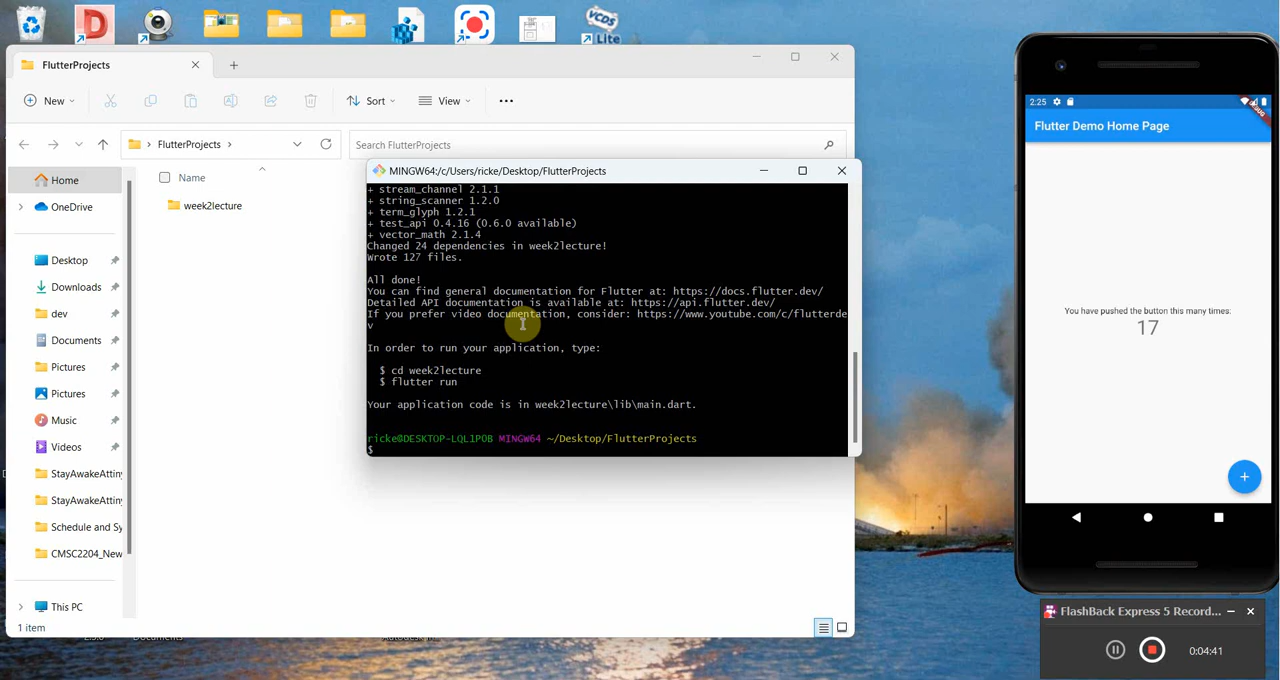 VCDS
Lite
FlutterProjects
New
Sort
View
FlutterProjects
Search FlutterProjects
Home
Name
OneDrive
week2lecture
Desktop
Downloads
dev
Documents
Pictures
Pictures
Music
Videos
StayAwakeAttiny
StayAwakeAttiny
Schedule and Sy
CMSC2204_New
This PC
1 item
MINGW64:/c/Users/ricke/Desktop/FlutterProjects
+ stream_channel 2.1.1
+ string_scanner 1.2.0
+ term_glyph 1.2.1
+ test_api 0.4.16 (0.6.0 available)
+ vector_math 2.1.4
Changed 24 dependencies in week2lecture!
Wrote 127 files.
All done!
You can find general documentation for Flutter at: https://docs.flutter.dev/
Detailed API documentation is available at: https://api.flutter.dev/
If you prefer video documentation, consider: https://www.youtube.com/c/flutterde
v
In order to run your application, type:
$ cd week2lecture
$ flutter run
Your application code is in week2lecture\lib\main.dart.
ricke@DESKTOP-LQL1POB MINGW64 ~/Desktop/FlutterProjects
$
2:25
Flutter Demo Home Page
You have pushed the button this many times:
17
+
FlashBack Express 5 Record...
0:04:41